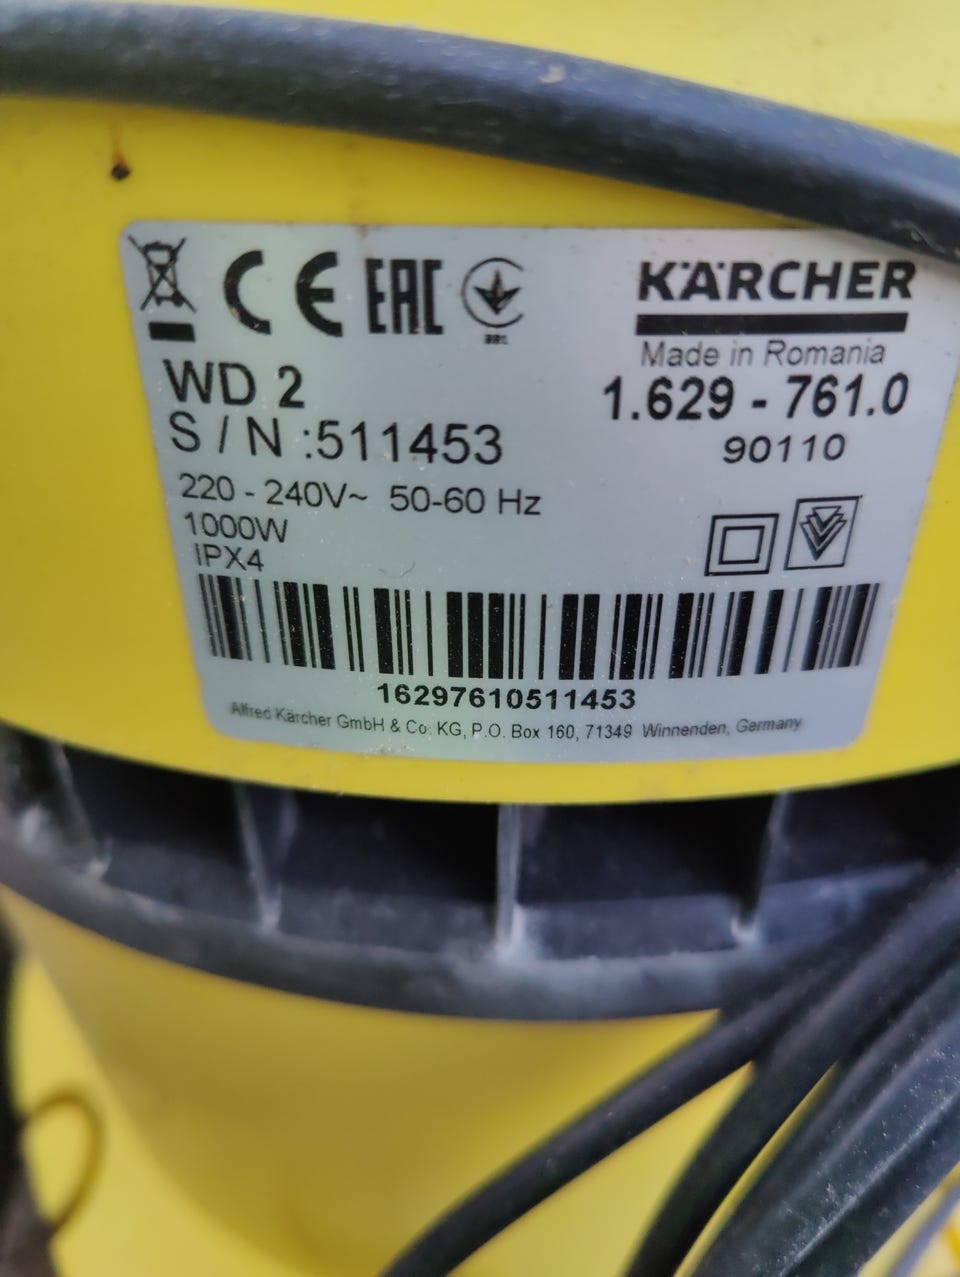 CE EAC
KÄRCHER
Made in Romania
WD 2
1.629 - 761.0
S / N :511453
90110
220 - 240V~ 50-60 Hz
1000W
IPX4
16297610511453
Alfred Kärcher GmbH & Co. KG, P.O. Box 160, 71349 Winnenden, Germany